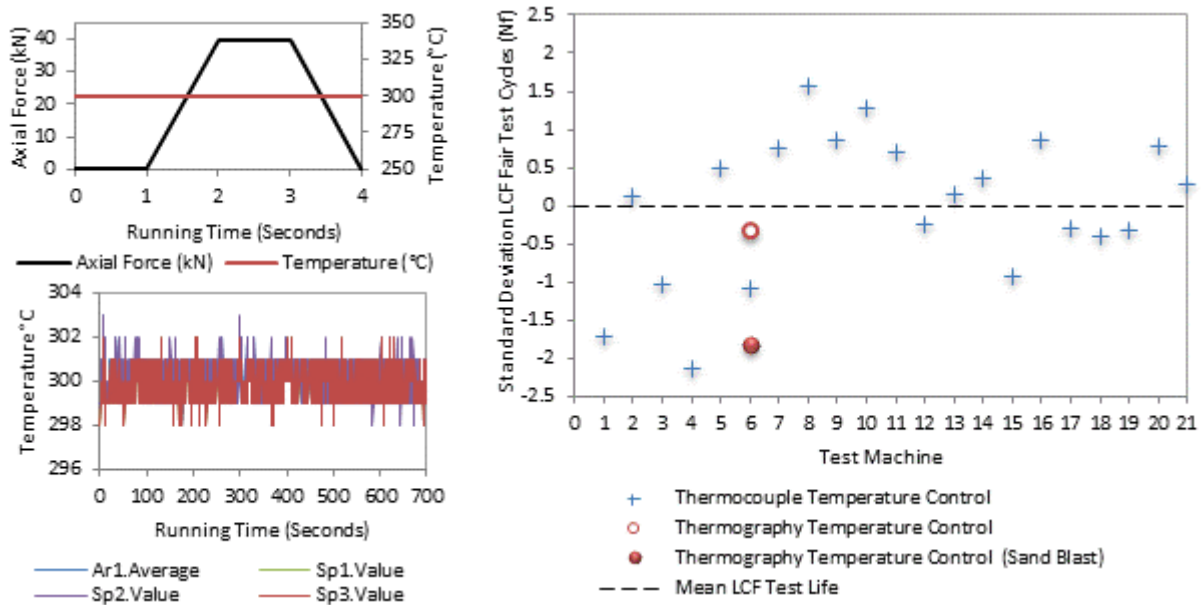 Axial Force (kN)
40
30
20
10
0
350
325
300
275
250
Temperature (°C)
0 1 2 3 4
Running Time (Seconds)
Axial Force (kN) Temperature (°C)
Temperature°C
304
302
300
298
296
0 100 200 300 400 500 600 700
Running Time (Seconds)
Ar1.Average Sp1.Value
Sp2.Value Sp3.Value
Standard Deviation LCF Fair Test Cycles (Nf)
2.5
2
1.5
1
0.5
0
-0.5
-1
-1.5
-2
-2.5
0 1 2 3 4 5 6 7 8 9 10 11 12 13 14 15 16 17 18 19 20 21
Test Machine
Thermocouple Temperature Control
Thermography Temperature Control
Thermography Temperature Control (Sand Blast)
Mean LCF Test Life